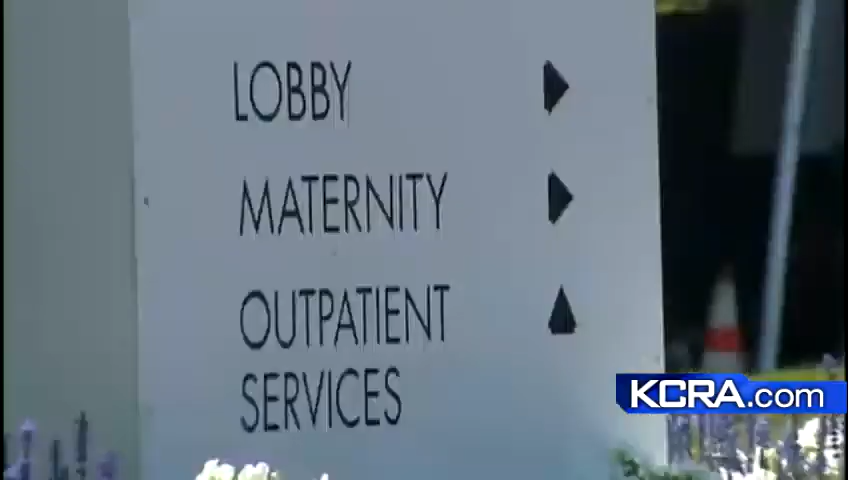 LOBBY
MATERNITY
OUTPATIENT
SERVICES
KCRA.com